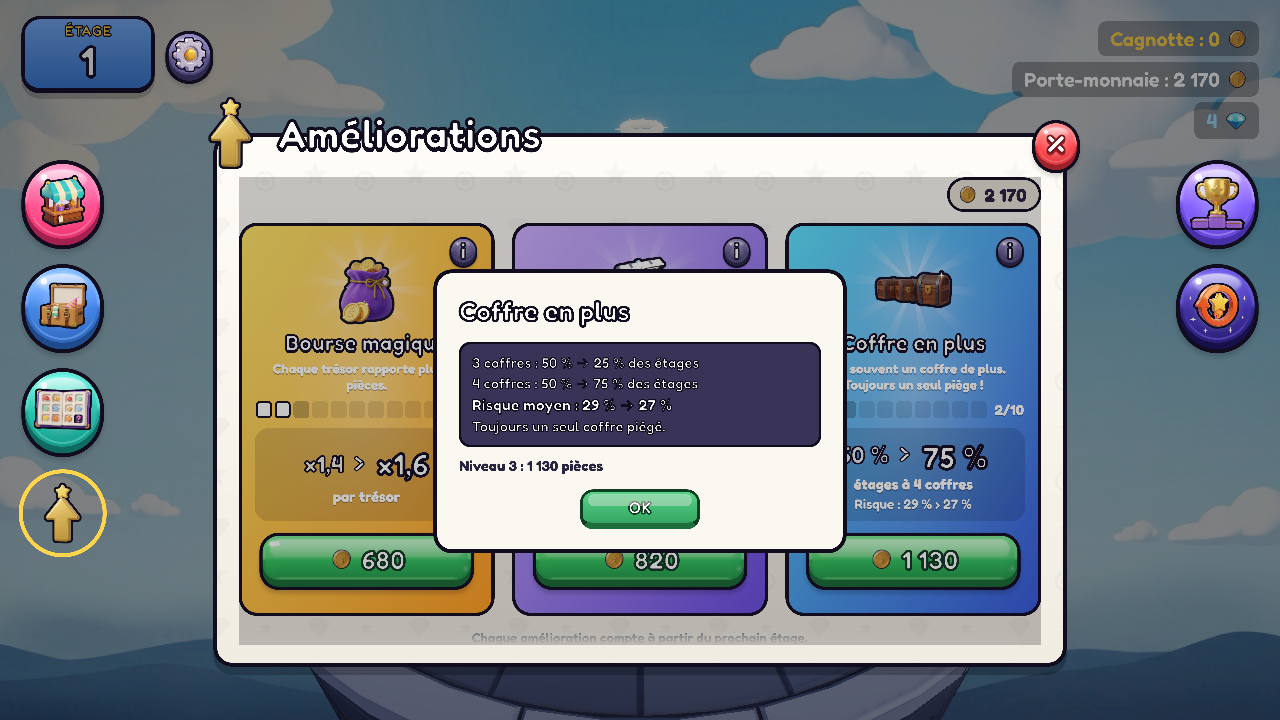 ÉTAGE
1
Cagnotte : 0
Porte-monnaie : 2 170
4
Améliorations
2 170
i
i
i
Bourse magiqu
Chaque trésor rapporte plu
pièces.
×1,4 > ×1,6
par trésor
680
820
Coffre en plus
souvent un coffre de plus.
Toujours un seul piège !
2/10
50 % > 75 %
étages à 4 coffres
Risque : 29 % > 27 %
1 130
Coffre en plus
3 coffres : 50 % → 25 % des étages
4 coffres : 50 % → 75 % des étages
Risque moyen : 29 % → 27 %
Toujours un seul coffre piégé.
Niveau 3 : 1 130 pièces
OK
Chaque amélioration compte à partir du prochain étage.